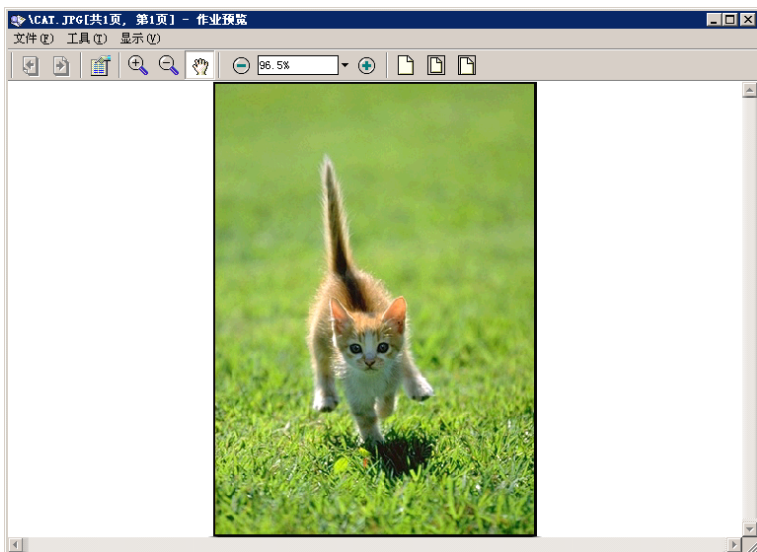 \CAT.JPG[共1页, 第1页] - 作业预览
文件(F) 工具(T) 显示(V)
96.5%